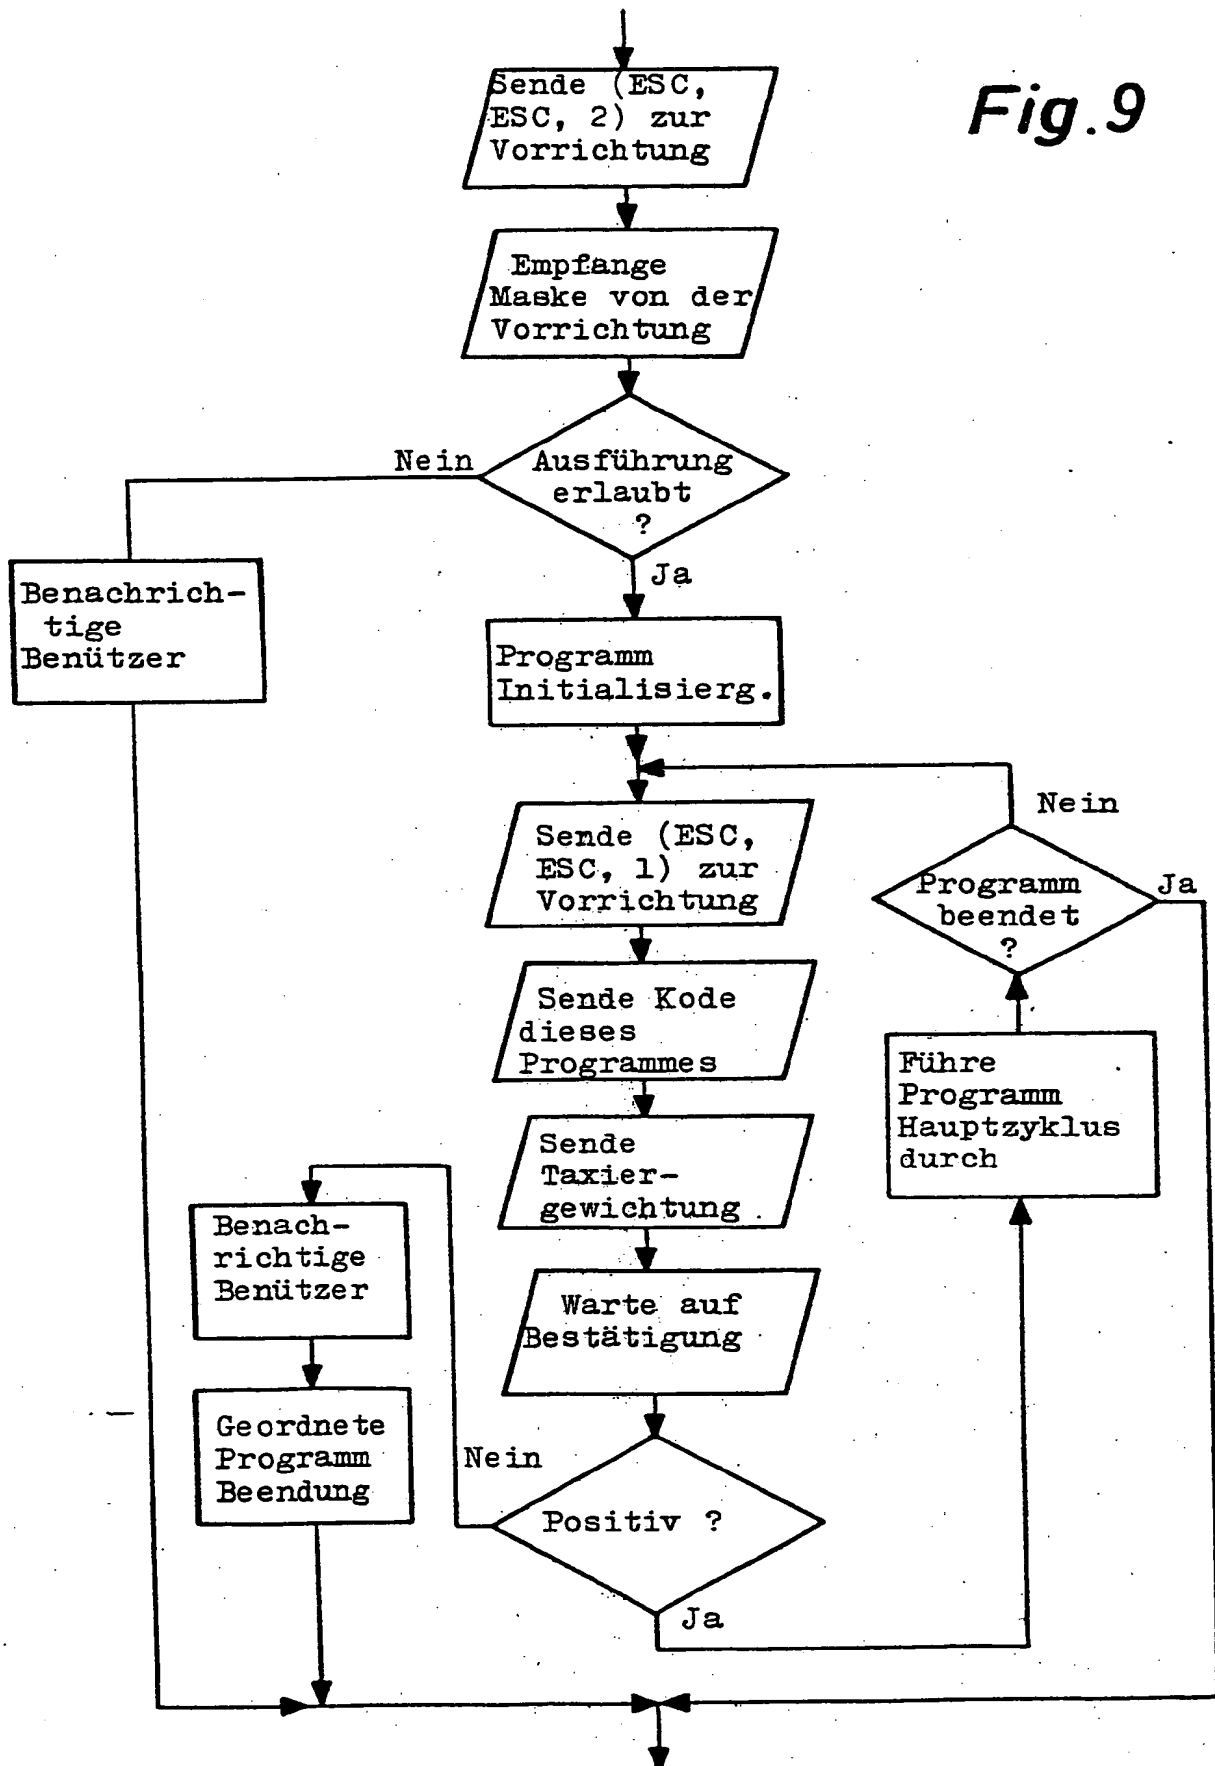 Fig.9
Sende (ESC,
ESC, 2) zur
Vorrichtung
Empfange
Maske von der
Vorrichtung
Nein
Ausführung
erlaubt
?
Ja
Benachrich-
tige
Benützer
Programm
Initialisierg.
Sende (ESC,
ESC, 1) zur
Vorrichtung
Nein
Programm
beendet
?
Ja
Sende Kode
dieses
Programmes
Führe
Programm
Hauptzyklus
durch
Sende
Taxier-
gewichtung
Benach-
richtige
Benützer
Warte auf
Bestätigung
Geordnete
Programm
Beendung
Nein
Positiv ?
Ja